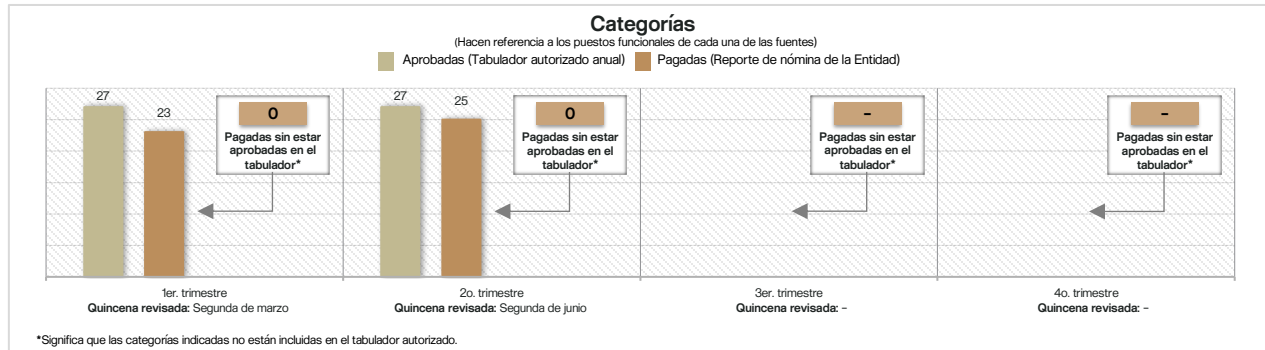 Categorías
(Hacen referencia a los puestos funcionales de cada una de las fuentes)
Aprobadas (Tabulador autorizado anual) Pagadas (Reporte de nómina de la Entidad)
27
23
0
Pagadas sin estar
aprobadas en el
tabulador*
27
25
0
Pagadas sin estar
aprobadas en el
tabulador*
–
Pagadas sin estar
aprobadas en el
tabulador*
–
Pagadas sin estar
aprobadas en el
tabulador*
1er. trimestre
Quincena revisada: Segunda de marzo
2o. trimestre
Quincena revisada: Segunda de junio
3er. trimestre
Quincena revisada: –
4o. trimestre
Quincena revisada: –
*Significa que las categorías indicadas no están incluidas en el tabulador autorizado.